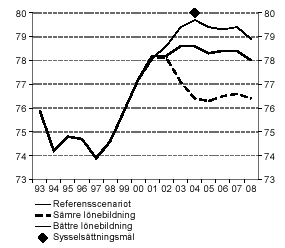 80 80
79 79
78 78
77 77
76 76
75 75
74 74
73 73
93 94 95 96 97 98 99 00 01 02 03 04 05 06 07 08
Referensscenariot
Sämre lönebildning
Bättre lönebildning
Sysselsättningsmål